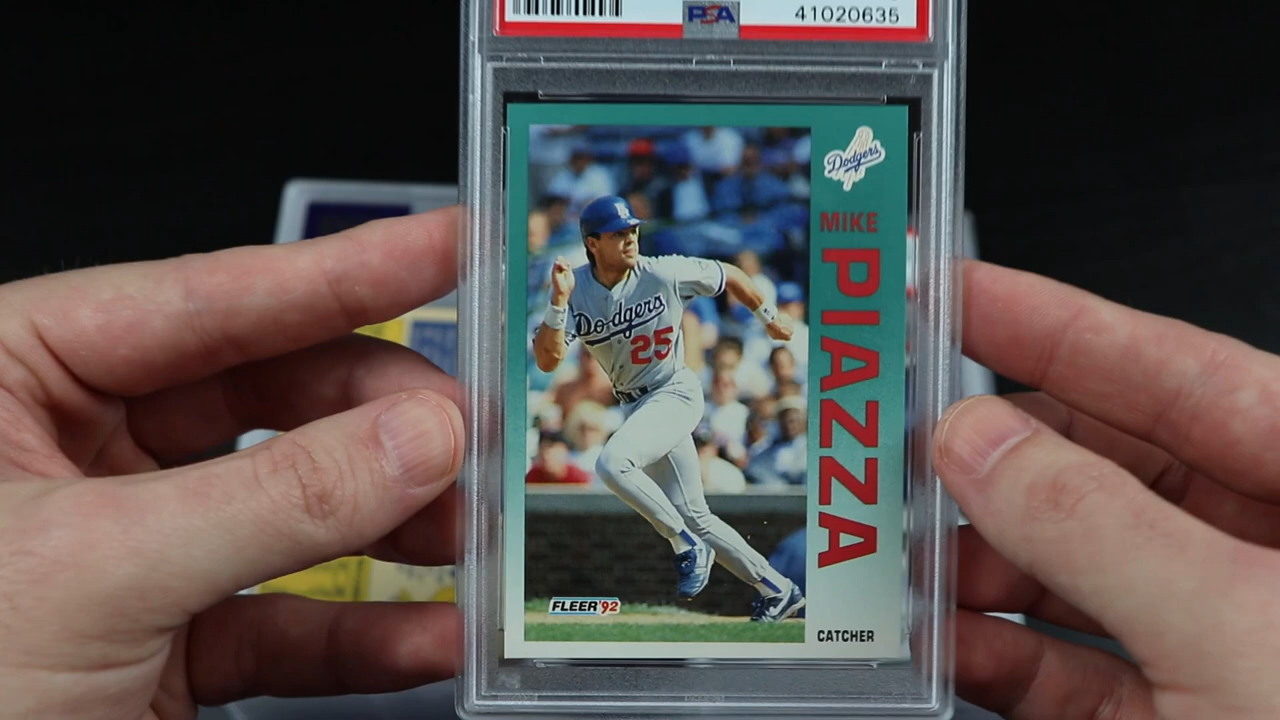 PSA
41020635
Dodgers
MIKE
PIAZZA
Dodgers
25
FLEER'92
CATCHER